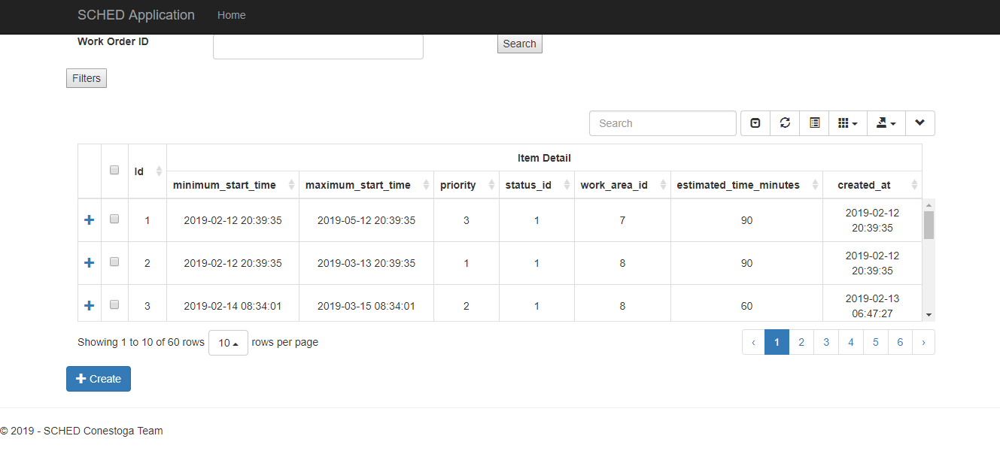 SCHED Application Home
Work Order ID Search
Filters
Search
Id Item Detail
minimum_start_time maximum_start_time priority status_id work_area_id estimated_time_minutes created_at
1 2019-02-12 20:39:35 2019-05-12 20:39:35 3 1 7 90 2019-02-12 20:39:35
2 2019-02-12 20:39:35 2019-03-13 20:39:35 1 1 8 90 2019-02-12 20:39:35
3 2019-02-14 08:34:01 2019-03-15 08:34:01 2 1 8 60 2019-02-13 06:47:27
Showing 1 to 10 of 60 rows 10 rows per page ‹ 1 2 3 4 5 6 ›
Create
© 2019 - SCHED Conestoga Team